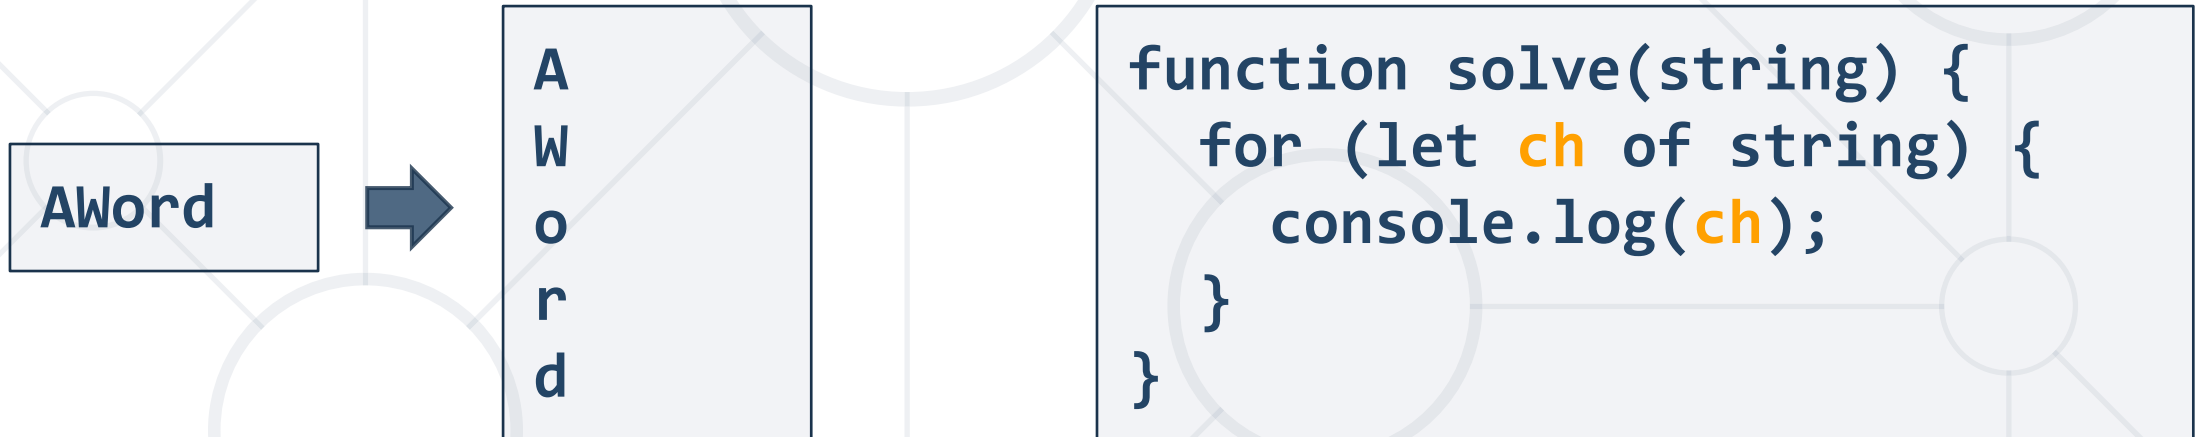 AWord
A
W
o
r
d
function solve(string) {
  for (let ch of string) {
    console.log(ch);
  }
}